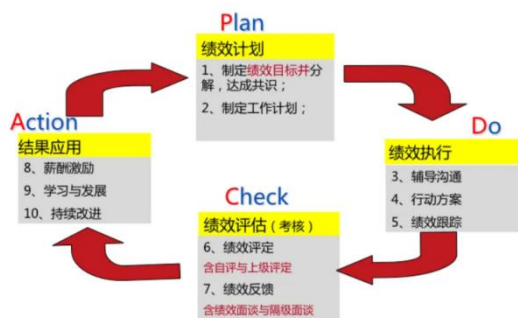 Plan
绩效计划
1、制定绩效目标并分
解，达成共识；
2、制定工作计划；
Do
绩效执行
3、辅导沟通
4、行动方案
5、绩效跟踪
Check
绩效评估（考核）
6、绩效评定
含自评与上级评定
7、绩效反馈
含绩效面谈与隔级面谈
Action
结果应用
8、薪酬激励
9、学习与发展
10、持续改进